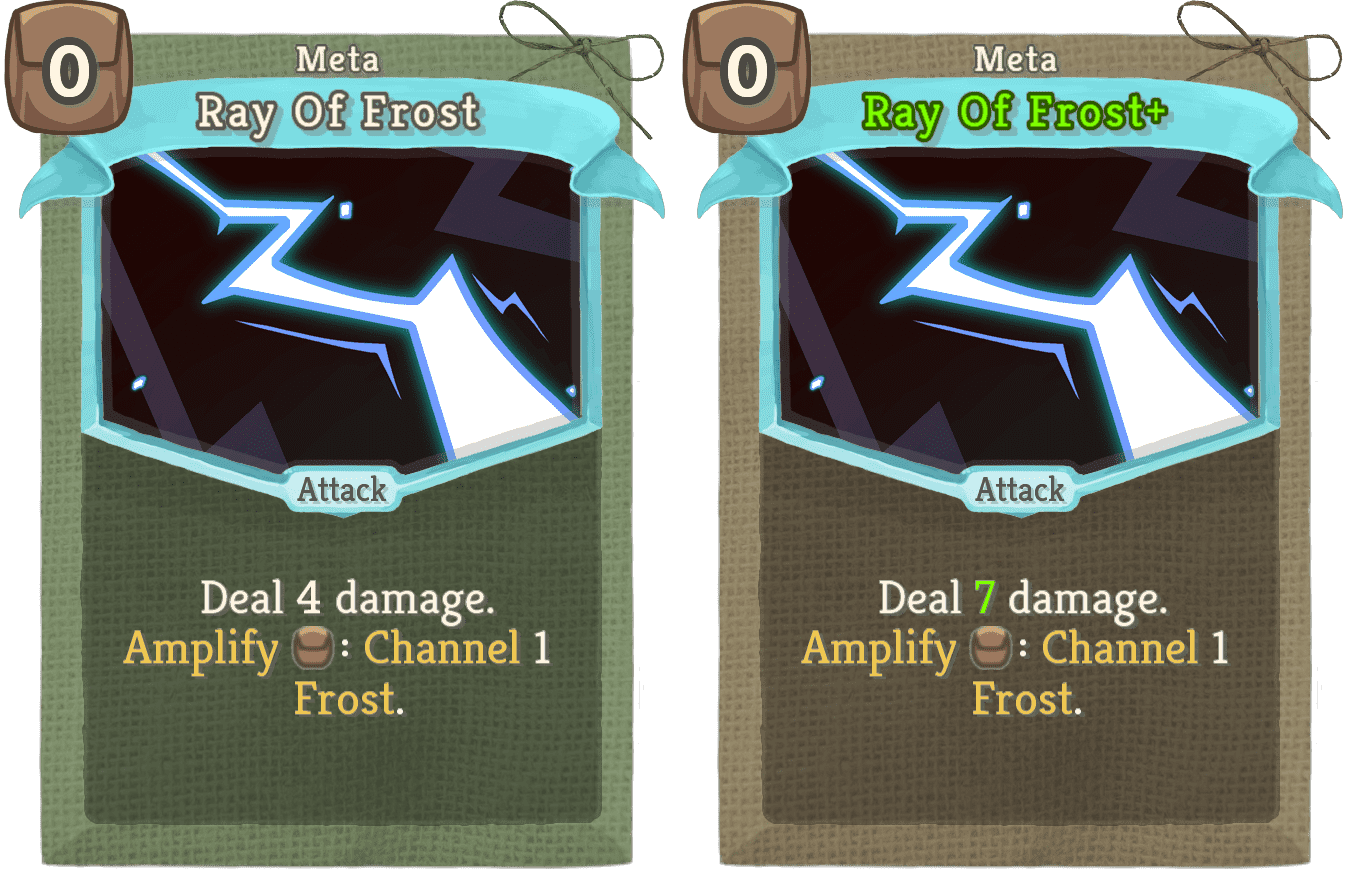 0
Meta
Ray Of Frost
Attack
Deal 4 damage.
Amplify : Channel 1
Frost.
0
Meta
Ray Of Frost+
Attack
Deal 7 damage.
Amplify : Channel 1
Frost.